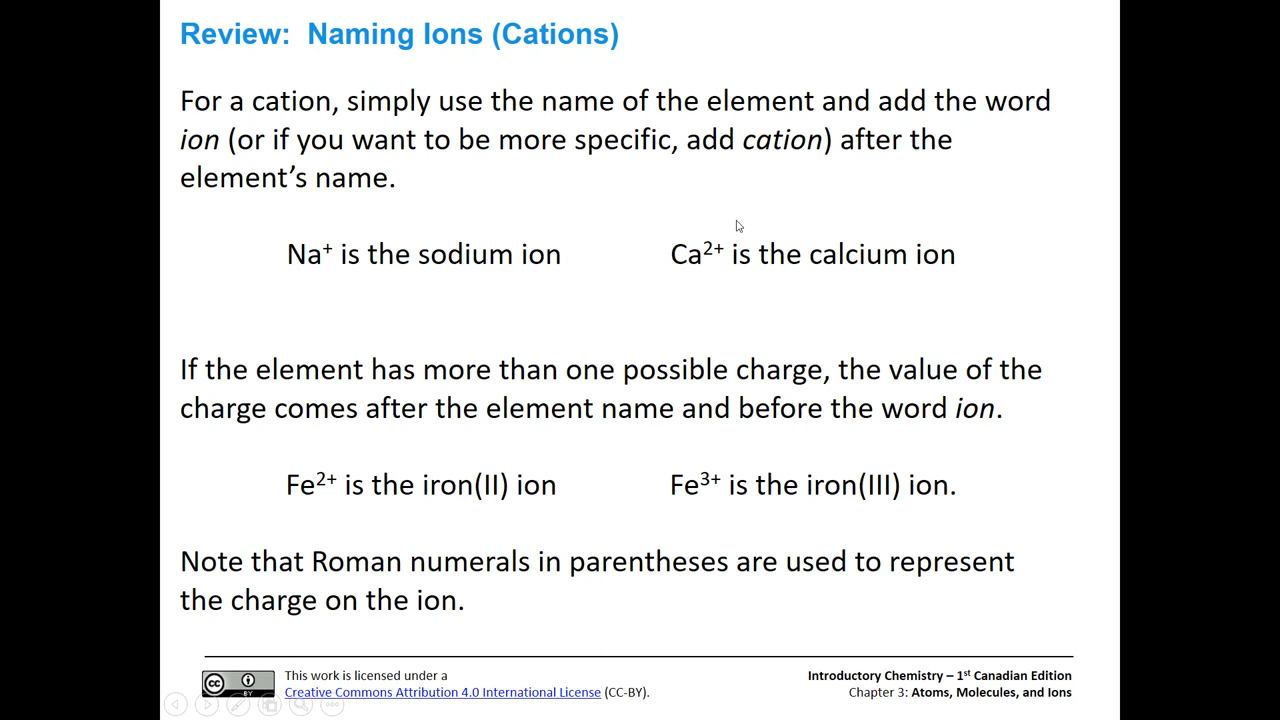 Review:  Naming Ions (Cations)
For a cation, simply use the name of the element and add the word
ion (or if you want to be more specific, add cation) after the
element’s name.
Na⁺ is the sodium ion
Ca²⁺ is the calcium ion
If the element has more than one possible charge, the value of the
charge comes after the element name and before the word ion.
Fe²⁺ is the iron(II) ion
Fe³⁺ is the iron(III) ion.
Note that Roman numerals in parentheses are used to represent
the charge on the ion.
cc
BY
This work is licensed under a
Creative Commons Attribution 4.0 International License (CC-BY).
Introductory Chemistry – 1st Canadian Edition
Chapter 3: Atoms, Molecules, and Ions